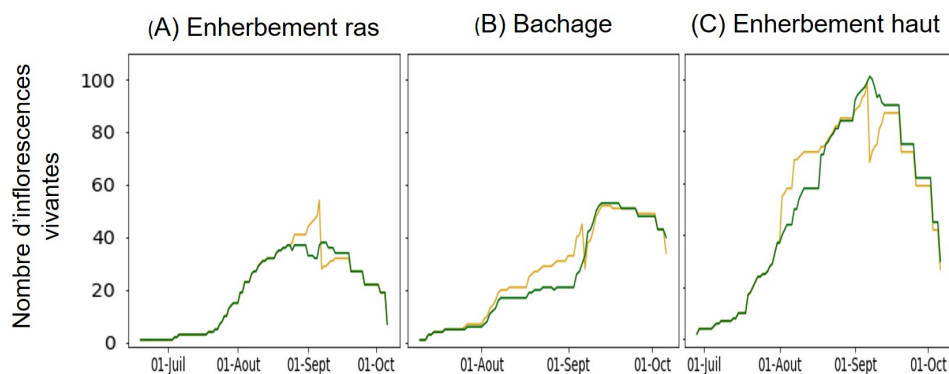 (A) Enherbement ras
(B) Bachage
(C) Enherbement haut
Nombre d'inflorescences
vivantes
100
80
60
40
20
0
01-Juil
01-Aout
01-Sept
01-Oct
01-Aout
01-Sept
01-Oct
01-Juil
01-Aout
01-Sept
01-Oct